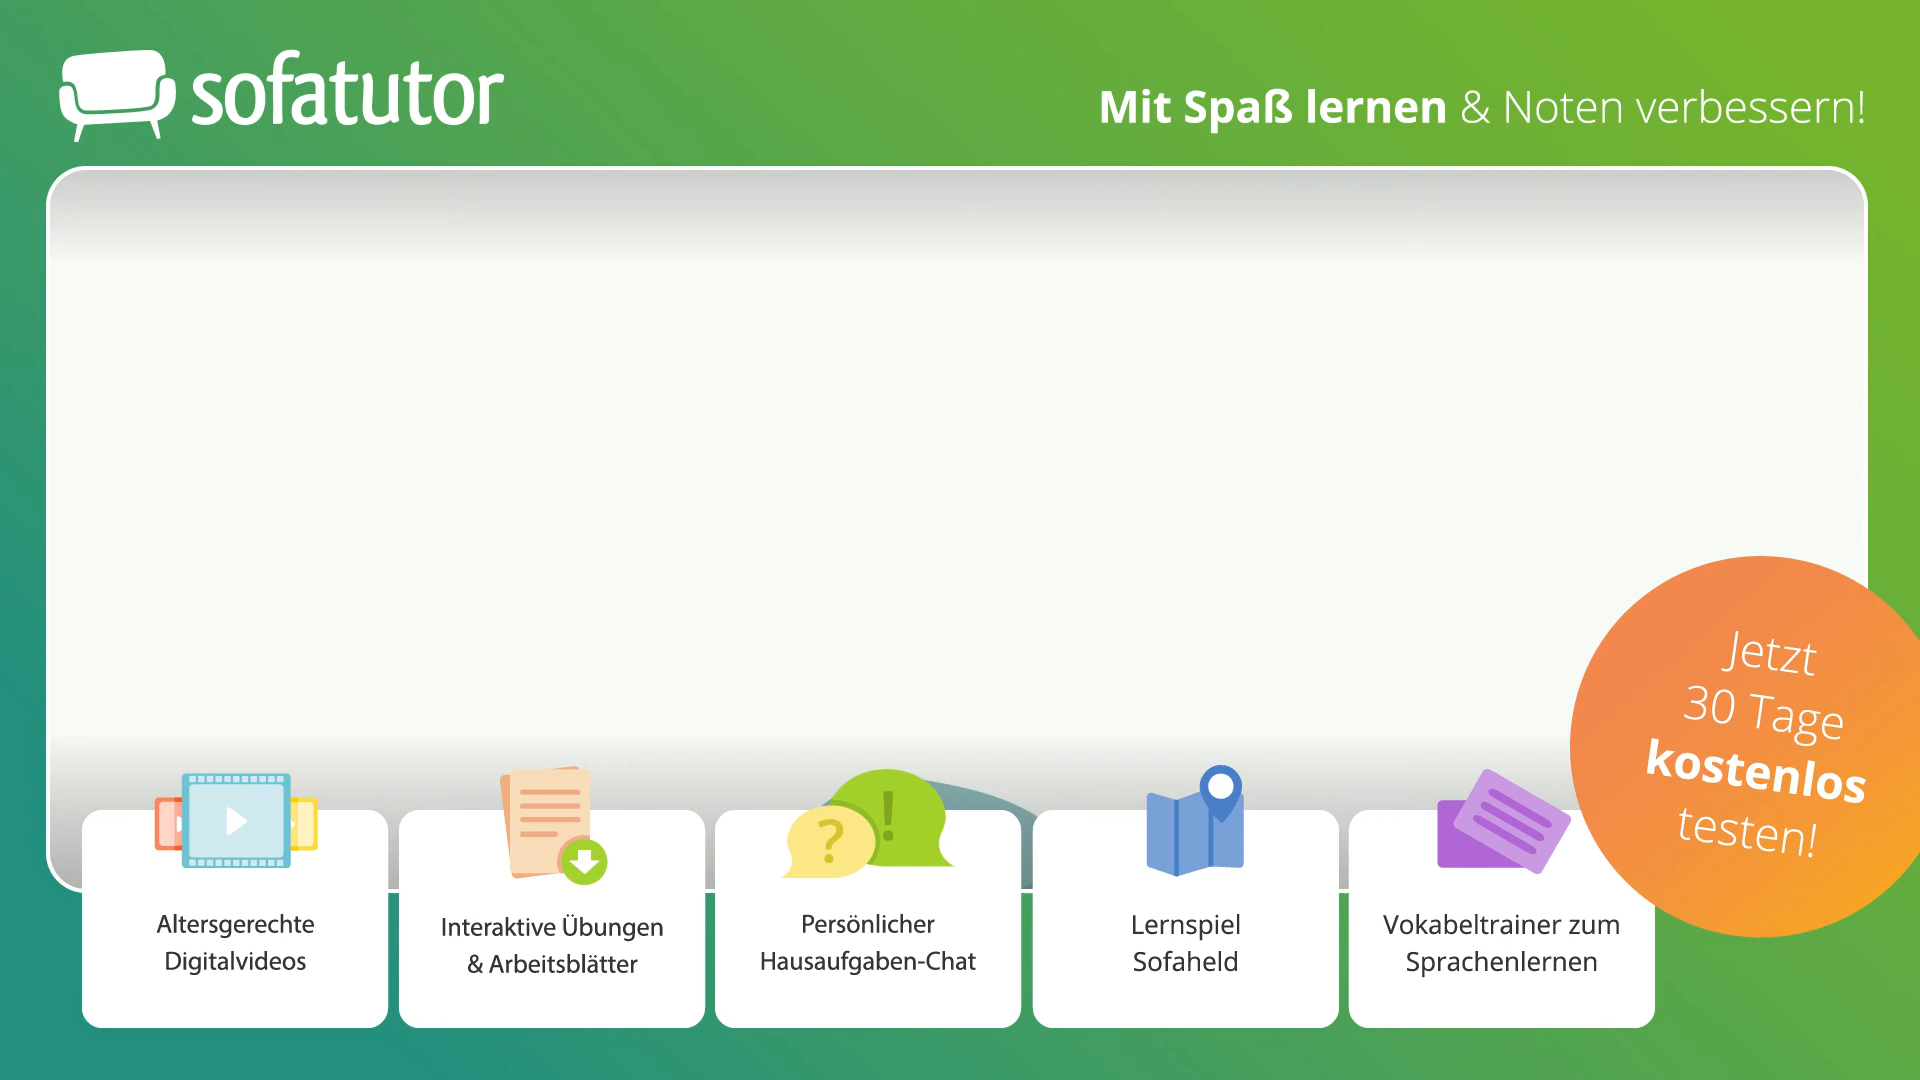 sofatutor
Mit Spaß lernen & Noten verbessern!
Jetzt
30 Tage
kostenlos
testen!
?
!
Altersgerechte
Digitalvideos
Interaktive Übungen
& Arbeitsblätter
Persönlicher
Hausaufgaben-Chat
Lernspiel
Sofaheld
Vokabeltrainer zum
Sprachenlernen